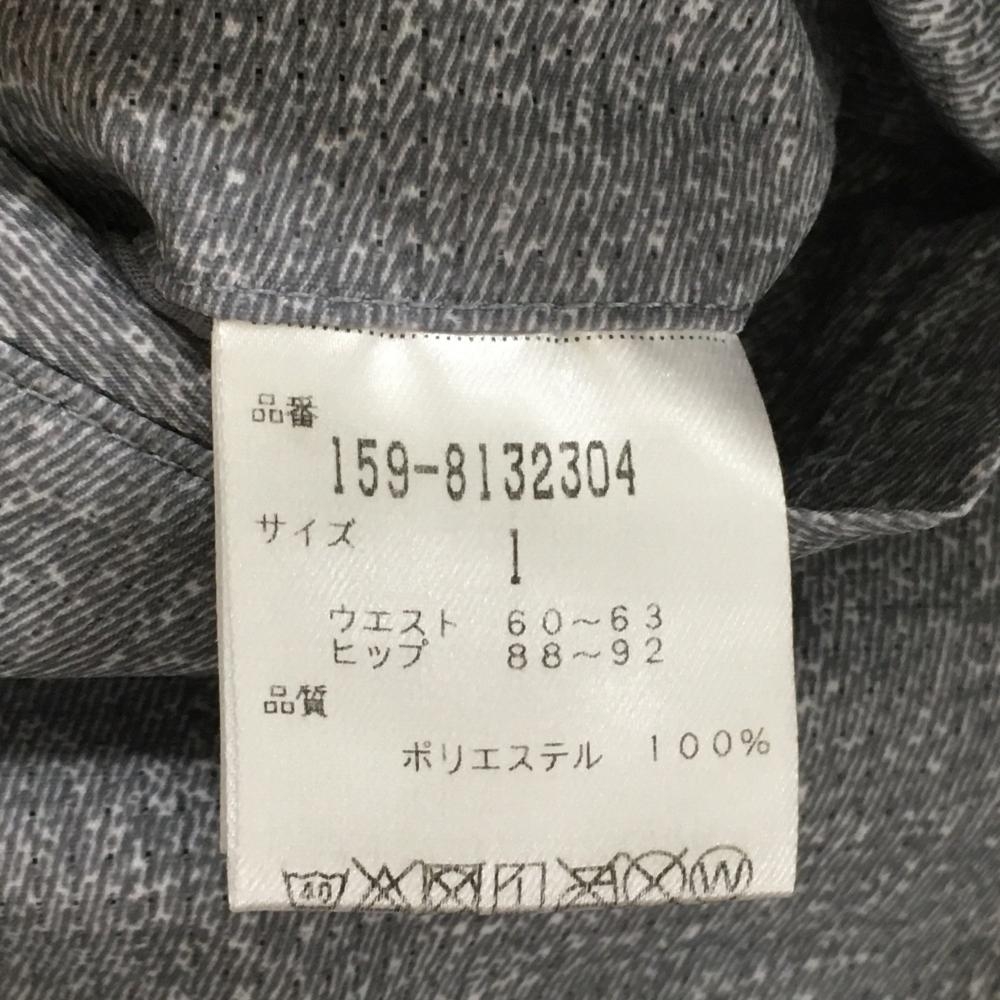 品番
159-8132304
サイズ
1
ウエスト 60～63
ヒップ 88～92
品質
ポリエステル 100%
40
W